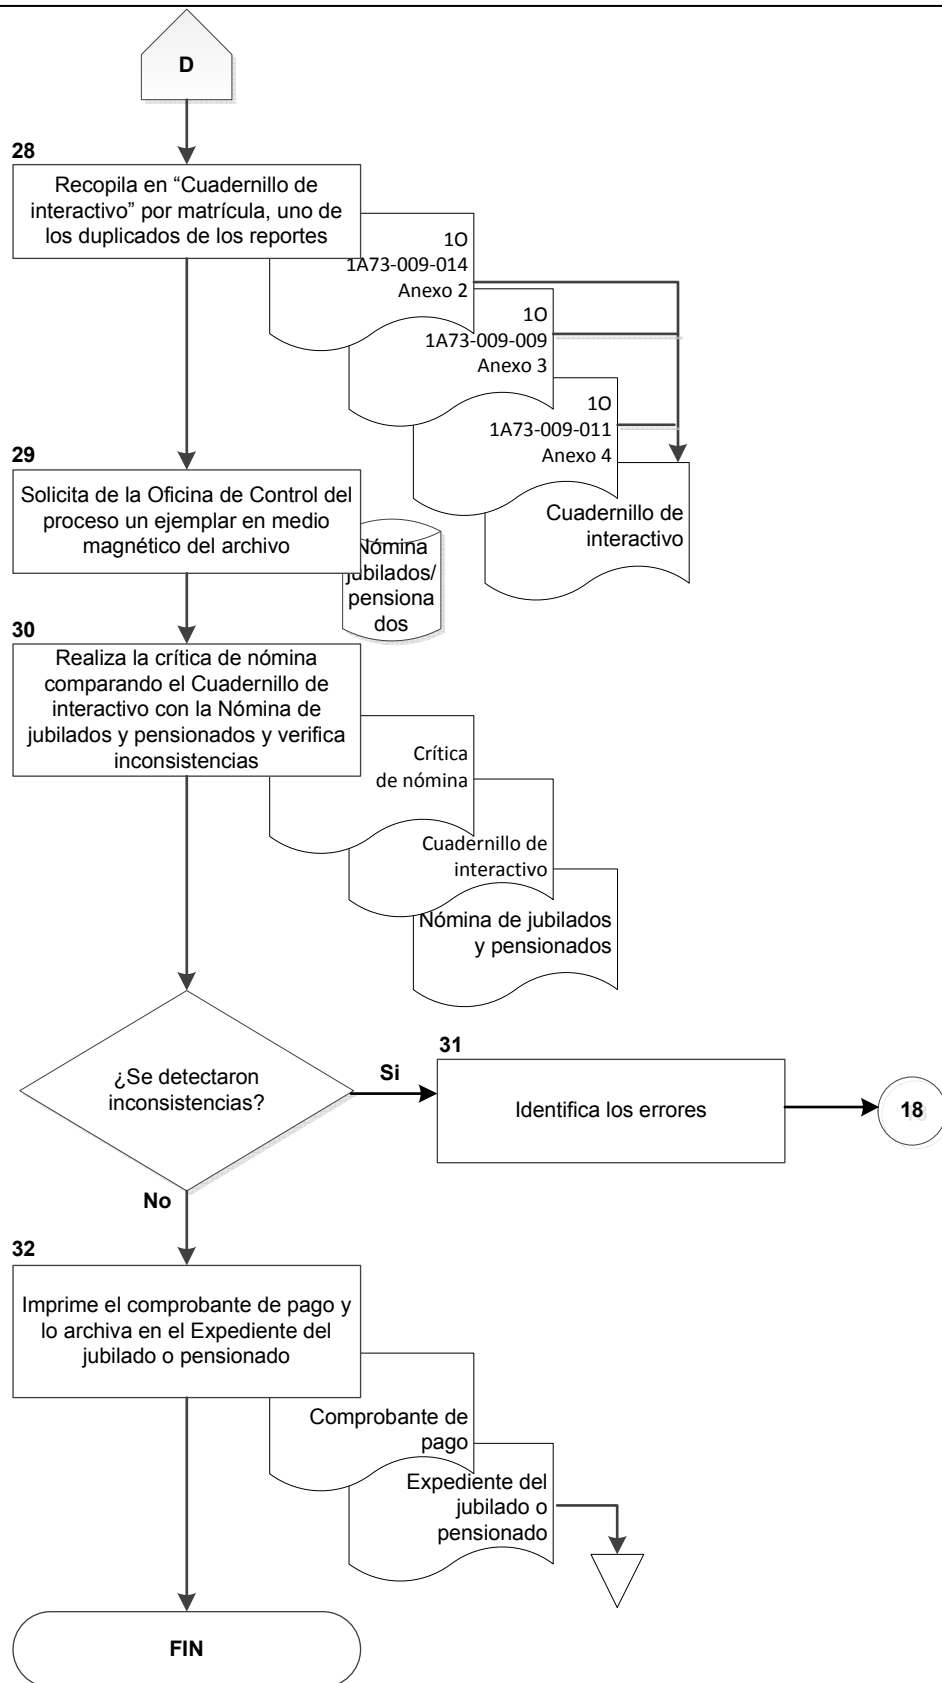 D
28
Recopila en “Cuadernillo de
interactivo” por matrícula, uno de
los duplicados de los reportes
1O
1A73-009-014
Anexo 2
1O
1A73-009-009
Anexo 3
1O
1A73-009-011
Anexo 4
Cuadernillo de
interactivo
29
Solicita de la Oficina de Control del
proceso un ejemplar en medio
magnético del archivo
Nómina
jubilados/
pensiona
dos
30
Realiza la crítica de nómina
comparando el Cuadernillo de
interactivo con la Nómina de
jubilados y pensionados y verifica
inconsistencias
Crítica
de nómina
Cuadernillo de
interactivo
Nómina de jubilados
y pensionados
¿Se detectaron
inconsistencias?
Si
31
Identifica los errores
18
No
32
Imprime el comprobante de pago y
lo archiva en el Expediente del
jubilado o pensionado
Comprobante de
pago
Expediente del
jubilado o
pensionado
FIN